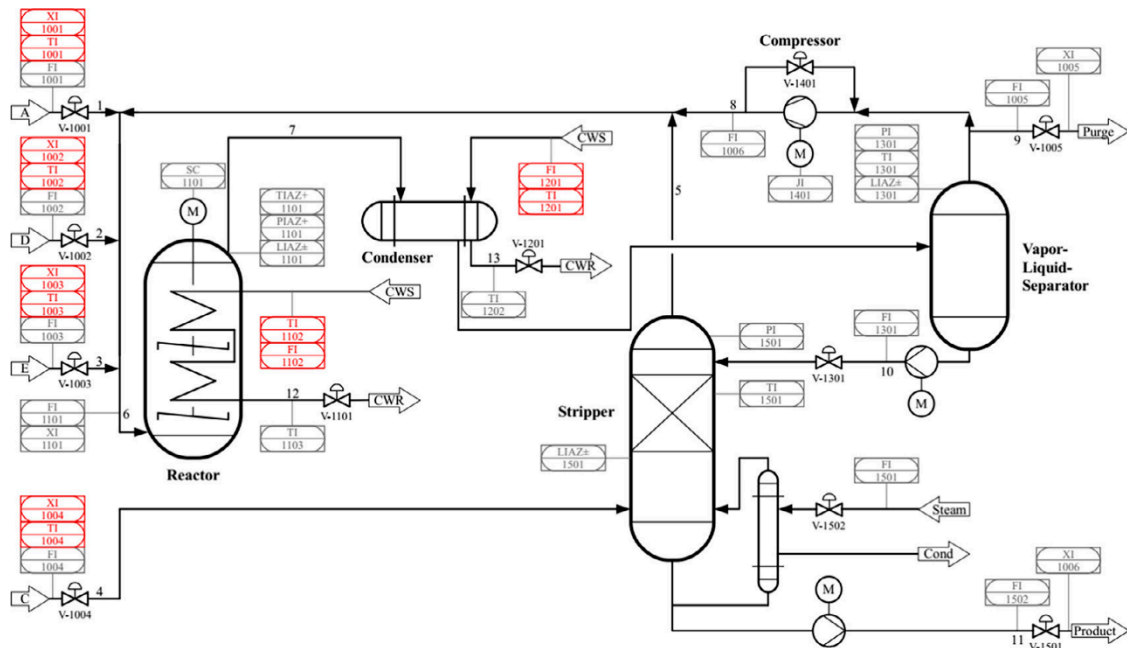 XI
1001
TI
1001
FI
1001
A
V-1001
1
XI
1002
TI
1002
FI
1002
D
V-1002
2
XI
1003
TI
1003
FI
1003
E
V-1003
3
FI
1101
XI
1101
6
XI
1004
TI
1004
FI
1004
C
V-1004
4
7
SC
1101
M
TIAZ+
1101
PIAZ+
1101
LIAZ±
1101
Reactor
CWS
TI
1102
FI
1102
12
V-1101
CWR
TI
1103
Condenser
CWS
FI
1201
TI
1201
V-1201
13
CWR
TI
1202
Compressor
V-1401
8
FI
1006
M
JI
1401
5
PI
1301
TI
1301
LIAZ±
1301
FI
1005
XI
1005
9
V-1005
Purge
Vapor-
Liquid-
Separator
FI
1301
V-1301
10
M
PI
1501
TI
1501
Stripper
LIAZ±
1501
FI
1501
V-1502
Steam
Cond
XI
1006
FI
1502
M
11
V-1501
Product